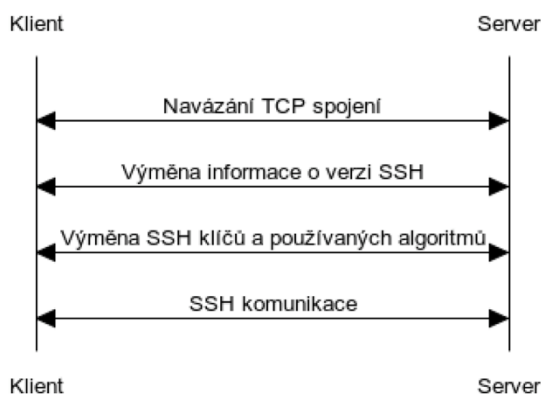 Klient Server
Navázání TCP spojení
Výměna informace o verzi SSH
Výměna SSH klíčů a používaných algoritmů
SSH komunikace
Klient Server